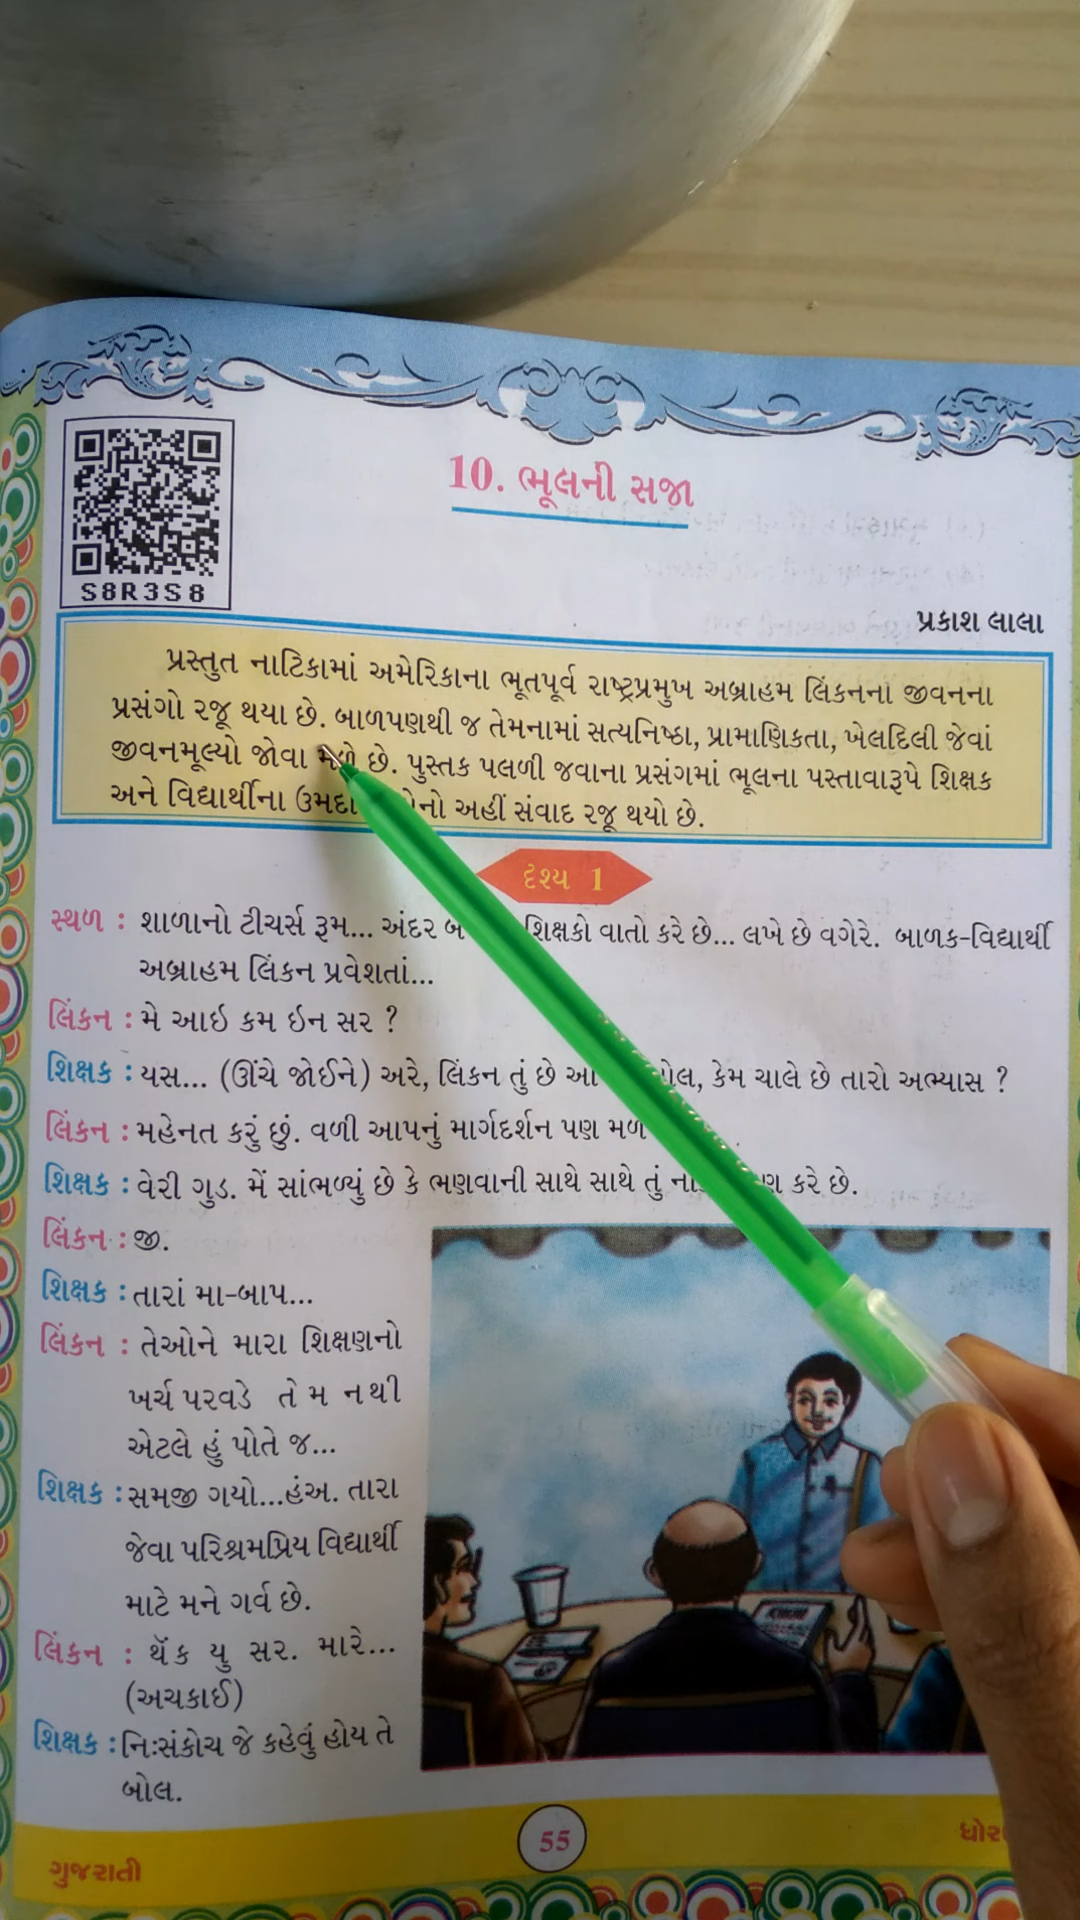 S8R3S8
10. ભૂલની સજા
પ્રકાશ લાલા
પ્રસ્તુત નાટિકામાં અમેરિકાના ભૂતપૂર્વ રાષ્ટ્રપ્રમુખ અબ્રાહમ લિંકનના જીવનના
પ્રસંગો રજૂ થયા છે. બાળપણથી જ તેમનામાં સત્યનિષ્ઠા, પ્રામાણિકતા, ખેલદિલી જેવાં
જીવનમૂલ્યો જોવા મળે છે. પુસ્તક પલળી જવાના પ્રસંગમાં ભૂલના પસ્તાવારૂપે શિક્ષક
અને વિદ્યાર્થીના ઉમદા અહીં સંવાદ રજૂ થયો છે.
દૃશ્ય 1
સ્થળ : શાળાનો ટીચર્સ રૂમ... અંદર શિક્ષકો વાતો કરે છે... લખે છે વગેરે. બાળક-વિદ્યાર્થી
અબ્રાહમ લિંકન પ્રવેશતાં...
લિંકન : મે આઇ કમ ઇન સર ?
શિક્ષક : યસ... (ઊંચે જોઈને) અરે, લિંકન તું છે કેમ ચાલે છે તારો અભ્યાસ ?
લિંકન : મહેનત કરું છું. વળી આપનું માર્ગદર્શન પણ
શિક્ષક : વેરી ગુડ. મેં સાંભળ્યું છે કે ભણવાની સાથે સાથે તું કરે છે.
લિંકન : જી.
શિક્ષક : તારાં મા-બાપ...
લિંકન : તેઓને મારા શિક્ષણનો
ખર્ચ પરવડે તેમ નથી
એટલે હું પોતે જ...
શિક્ષક : સમજી ગયો...હંઅ. તારા
જેવા પરિશ્રમપ્રિય વિદ્યાર્થી
માટે મને ગર્વ છે.
લિંકન : થૅંક યુ સર. મારે...
(અચકાઈ)
શિક્ષક : નિઃસંકોચ જે કહેવું હોય તે
બોલ.
55
ગુજરાતી